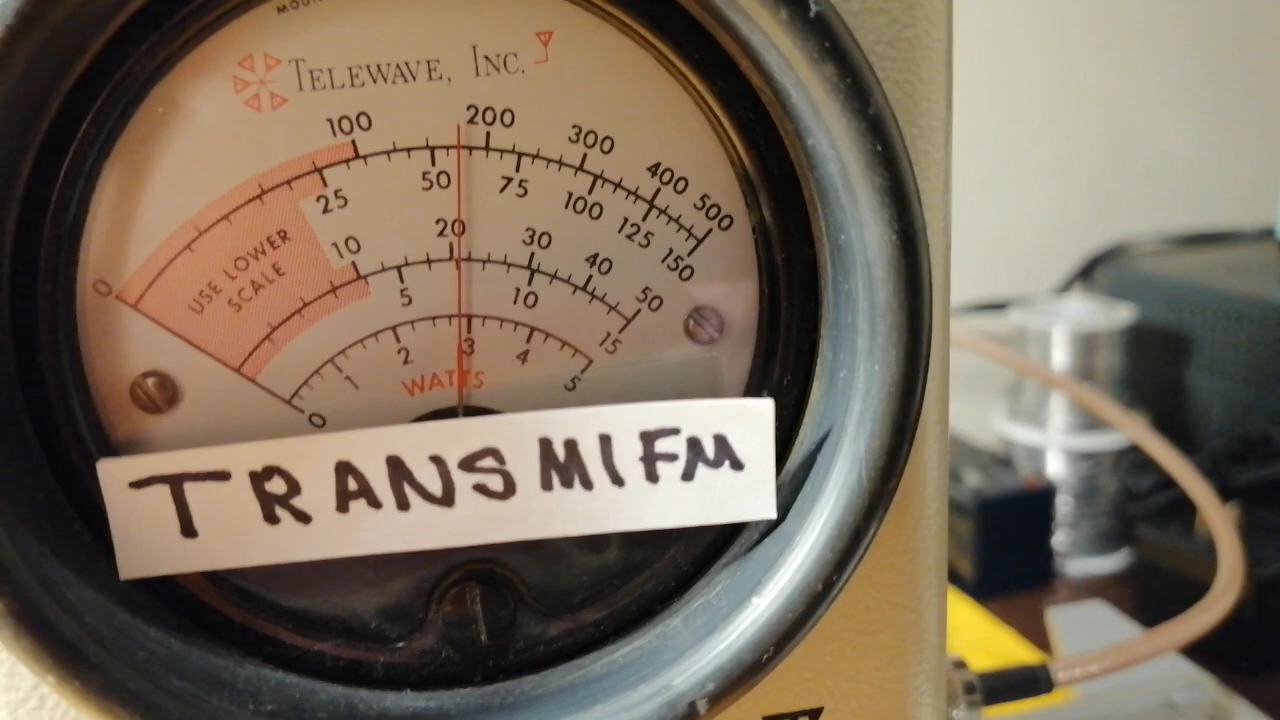 MOUN
TELEWAVE, INC.
100 200 300 400 500
0 25 50 75 100 125 150
USE LOWER
SCALE
10 20 30 40 50
5 10 15
0 1 2 3 4 5
WATTS
TRANSMIFM